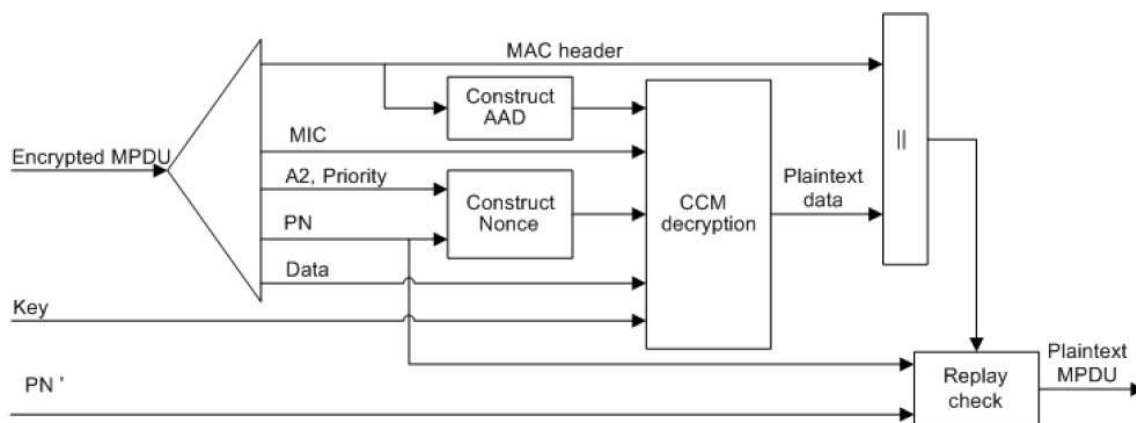 MAC header
Construct
AAD
MIC
Encrypted MPDU
A2, Priority
Construct
Nonce
PN
Data
Key
PN '
CCM
decryption
Plaintext
data
||
Replay
check
Plaintext
MPDU